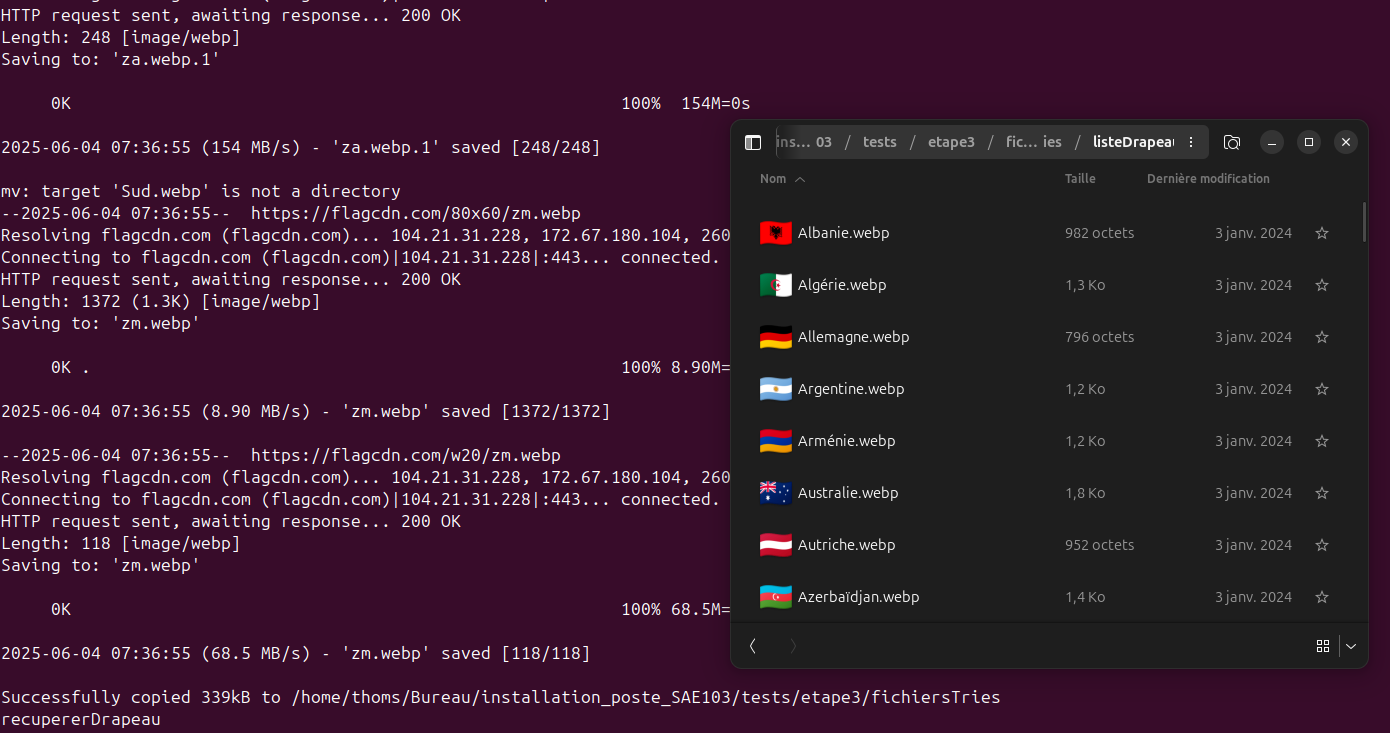 HTTP request sent, awaiting response... 200 OK
Length: 248 [image/webp]
Saving to: 'za.webp.1'
0K 100% 154M=0s
2025-06-04 07:36:55 (154 MB/s) - 'za.webp.1' saved [248/248]
mv: target 'Sud.webp' is not a directory
--2025-06-04 07:36:55-- https://flagcdn.com/80x60/zm.webp
Resolving flagcdn.com (flagcdn.com)... 104.21.31.228, 172.67.180.104, 260
Connecting to flagcdn.com (flagcdn.com)|104.21.31.228|:443... connected.
HTTP request sent, awaiting response... 200 OK
Length: 1372 (1.3K) [image/webp]
Saving to: 'zm.webp'
0K . 100% 8.90M=
2025-06-04 07:36:55 (8.90 MB/s) - 'zm.webp' saved [1372/1372]
--2025-06-04 07:36:55-- https://flagcdn.com/w20/zm.webp
Resolving flagcdn.com (flagcdn.com)... 104.21.31.228, 172.67.180.104, 260
Connecting to flagcdn.com (flagcdn.com)|104.21.31.228|:443... connected.
HTTP request sent, awaiting response... 200 OK
Length: 118 [image/webp]
Saving to: 'zm.webp'
0K 100% 68.5M=
2025-06-04 07:36:55 (68.5 MB/s) - 'zm.webp' saved [118/118]
Successfully copied 339kB to /home/thoms/Bureau/installation_poste_SAE103/tests/etape3/fichiersTries
recupererDrapeau
ins... 03 / tests / etape3 / fic... ies / listeDrapeau
Nom Taille Dernière modification
Albanie.webp 982 octets 3 janv. 2024
Algérie.webp 1,3 Ko 3 janv. 2024
Allemagne.webp 796 octets 3 janv. 2024
Argentine.webp 1,2 Ko 3 janv. 2024
Arménie.webp 1,2 Ko 3 janv. 2024
Australie.webp 1,8 Ko 3 janv. 2024
Autriche.webp 952 octets 3 janv. 2024
Azerbaïdjan.webp 1,4 Ko 3 janv. 2024